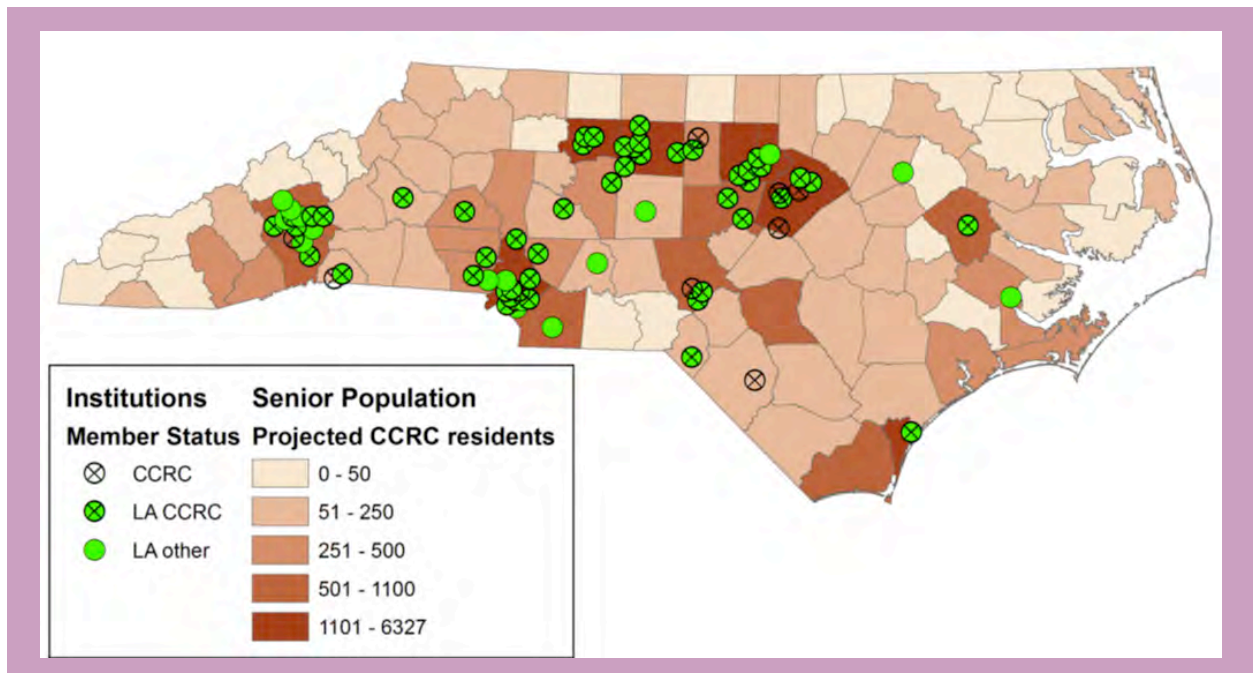 Institutions Senior Population
Member Status Projected CCRC residents
CCRC 0 - 50
LA CCRC 51 - 250
LA other 251 - 500
501 - 1100
1101 - 6327